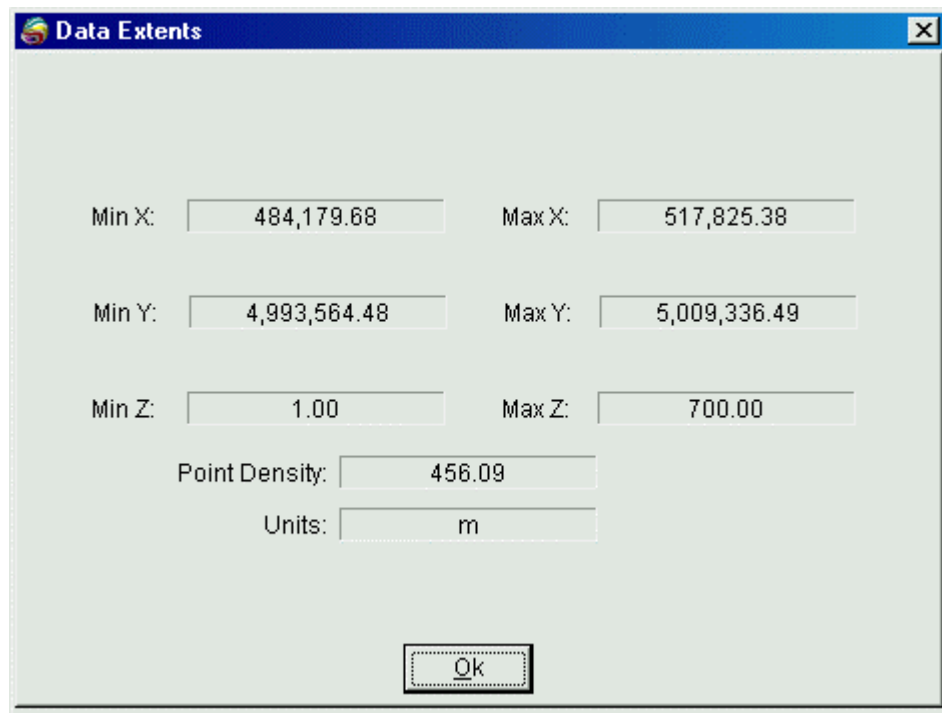 Data Extents
Min X: 484,179.68 Max X: 517,825.38
Min Y: 4,993,564.48 Max Y: 5,009,336.49
Min Z: 1.00 Max Z: 700.00
Point Density: 456.09
Units: m
Ok